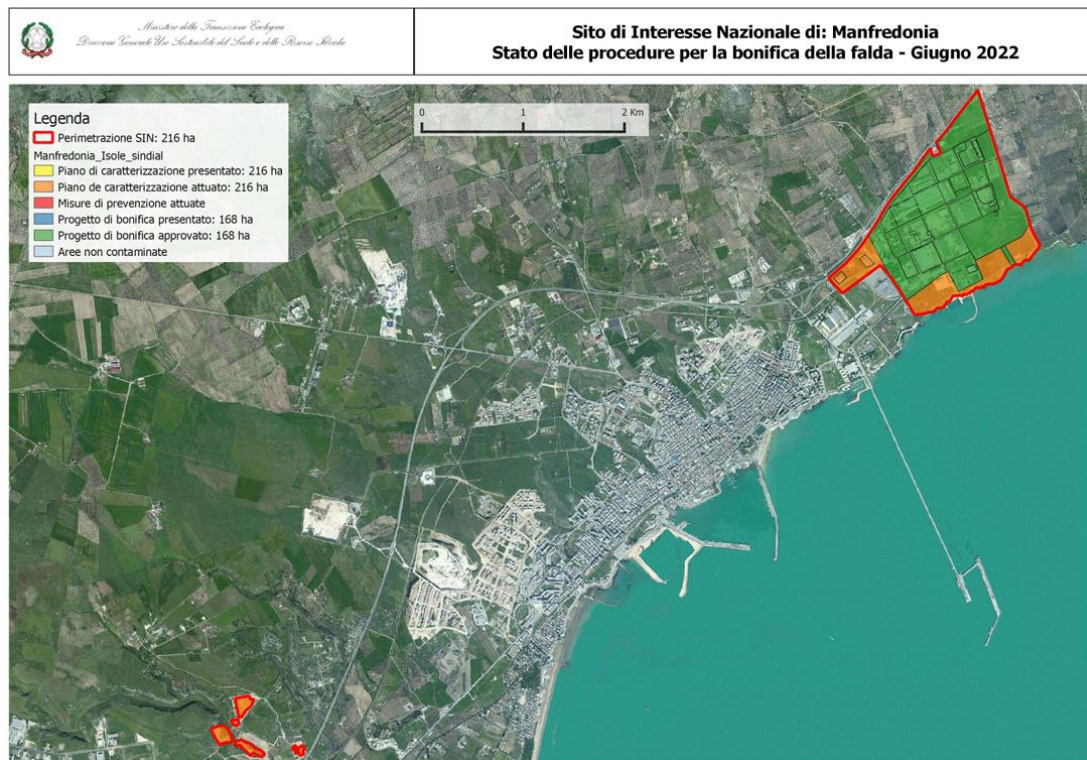 Ministero della Transizione Ecologica
Direzione Generale Uso Sostenibile del Suolo e delle Risorse Idriche
Sito di Interesse Nazionale di: Manfredonia
Stato delle procedure per la bonifica della falda - Giugno 2022
Legenda
Perimetrazione SIN: 216 ha
Manfredonia_Isole_sindial
Piano di caratterizzazione presentato: 216 ha
Piano de caratterizzazione attuato: 216 ha
Misure di prevenzione attuate
Progetto di bonifica presentato: 168 ha
Progetto di bonifica approvato: 168 ha
Aree non contaminate
0 1 2 Km